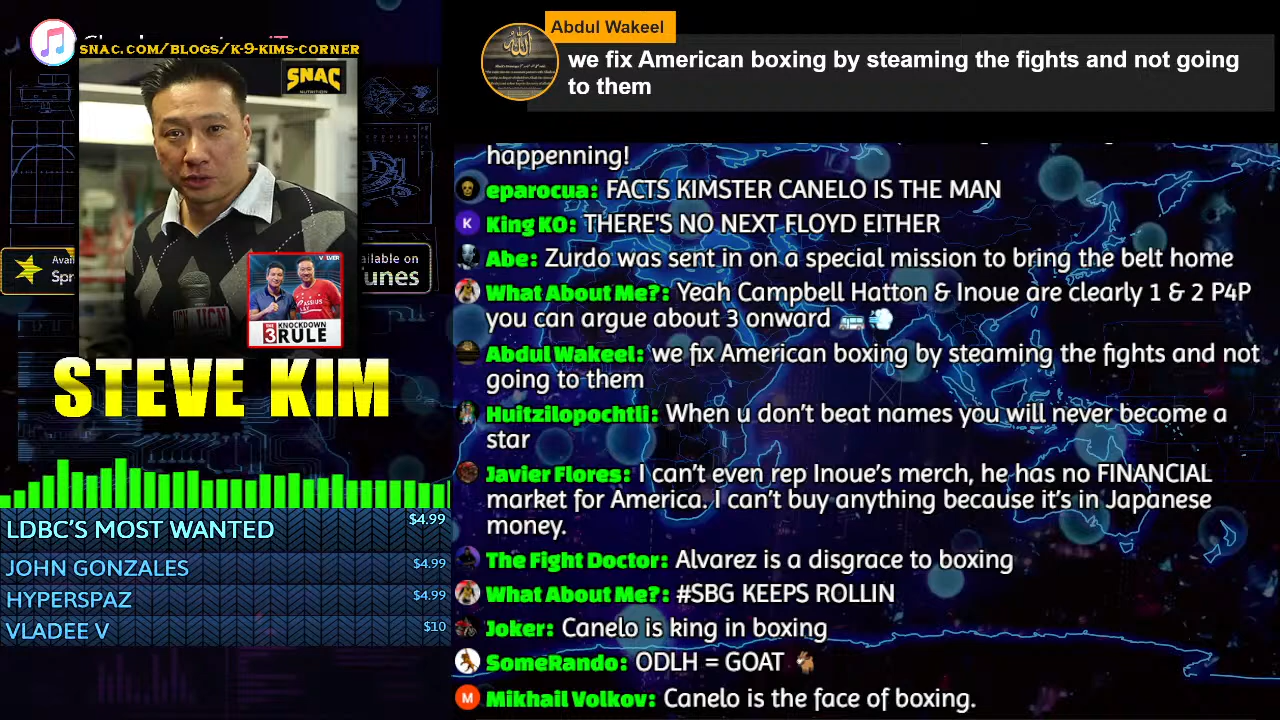 SNAC.COM/BLOGS/K-9-KIMS-CORNER
SNAC
NUTRITION
Abdul Wakeel
we fix American boxing by steaming the fights and not going
to them
happenning!
eparocua: FACTS KIMSTER CANELO IS THE MAN
K King KO: THERE'S NO NEXT FLOYD EITHER
Abe: Zurdo was sent in on a special mission to bring the belt home
What About Me?: Yeah Campbell Hatton & Inoue are clearly 1 & 2 P4P
you can argue about 3 onward 🚐💨
Abdul Wakeel: we fix American boxing by steaming the fights and not
going to them
Huitzilopochtli: When u don't beat names you will never become a
star
Javier Flores: I can't even rep Inoue's merch, he has no FINANCIAL
market for America. I can't buy anything because it's in Japanese
money.
The Fight Doctor: Alvarez is a disgrace to boxing
What About Me?: #SBG KEEPS ROLLIN
Joker: Canelo is king in boxing
SomeRando: ODLH = GOAT 🐐
M Mikhail Volkov: Canelo is the face of boxing.
Avai
Spr
ailable on
unes
UCN
3 KNOCKDOWN
RULE
STEVE KIM
LDBC'S MOST WANTED $4.99
JOHN GONZALES $4.99
HYPERSPAZ $4.99
VLADEE V $10